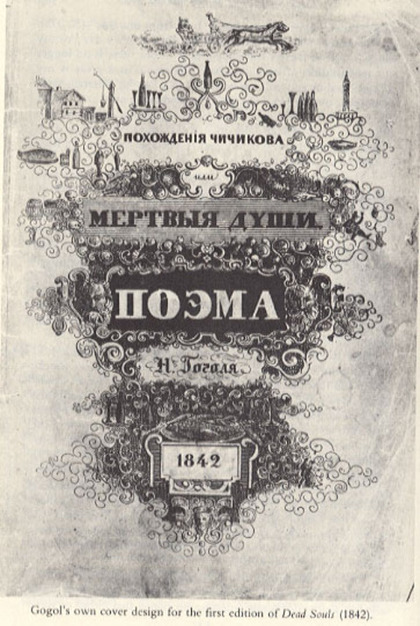 ПОХОЖДЕНІЯ ЧИЧИКОВА
или
МЕРТВЫЯ ДУШИ.
ПОЭМА
Н. Гоголя.
1842
Gogol's own cover design for the first edition of Dead Souls (1842).